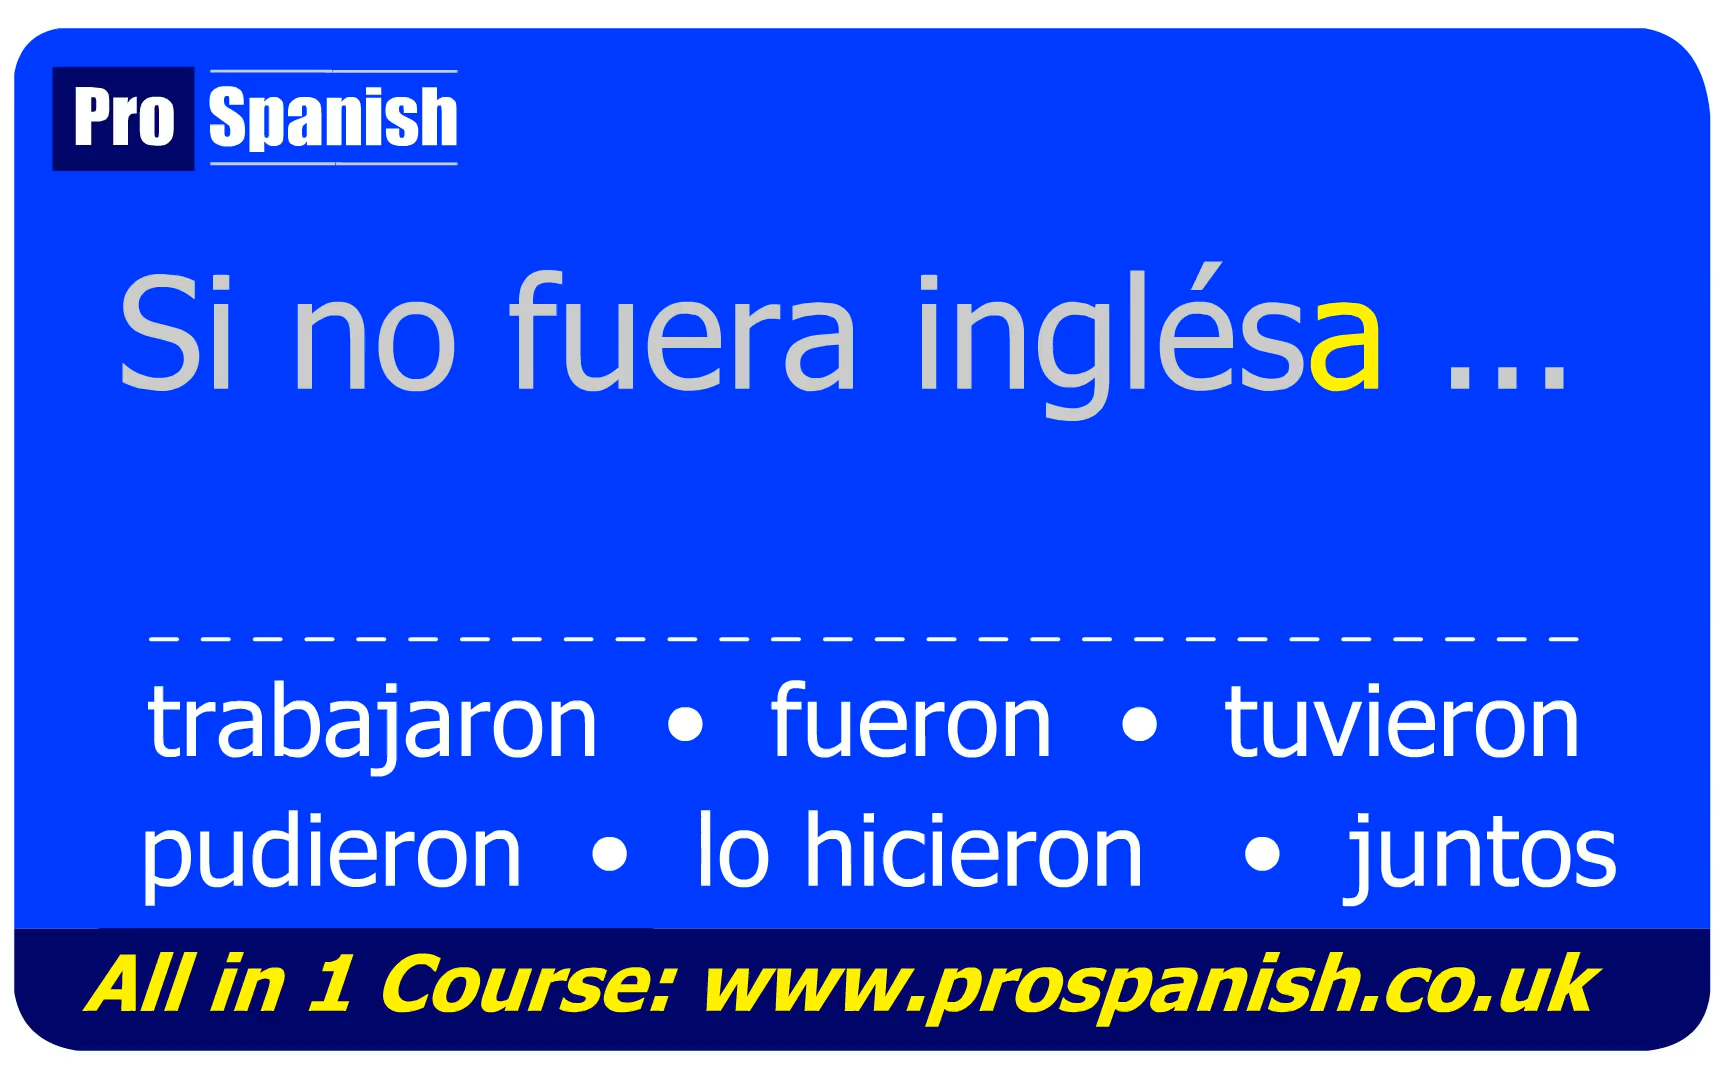 Pro Spanish
Si no fuera inglésa ...
trabajaron • fueron • tuvieron
pudieron • lo hicieron • juntos
All in 1 Course: www.prospanish.co.uk